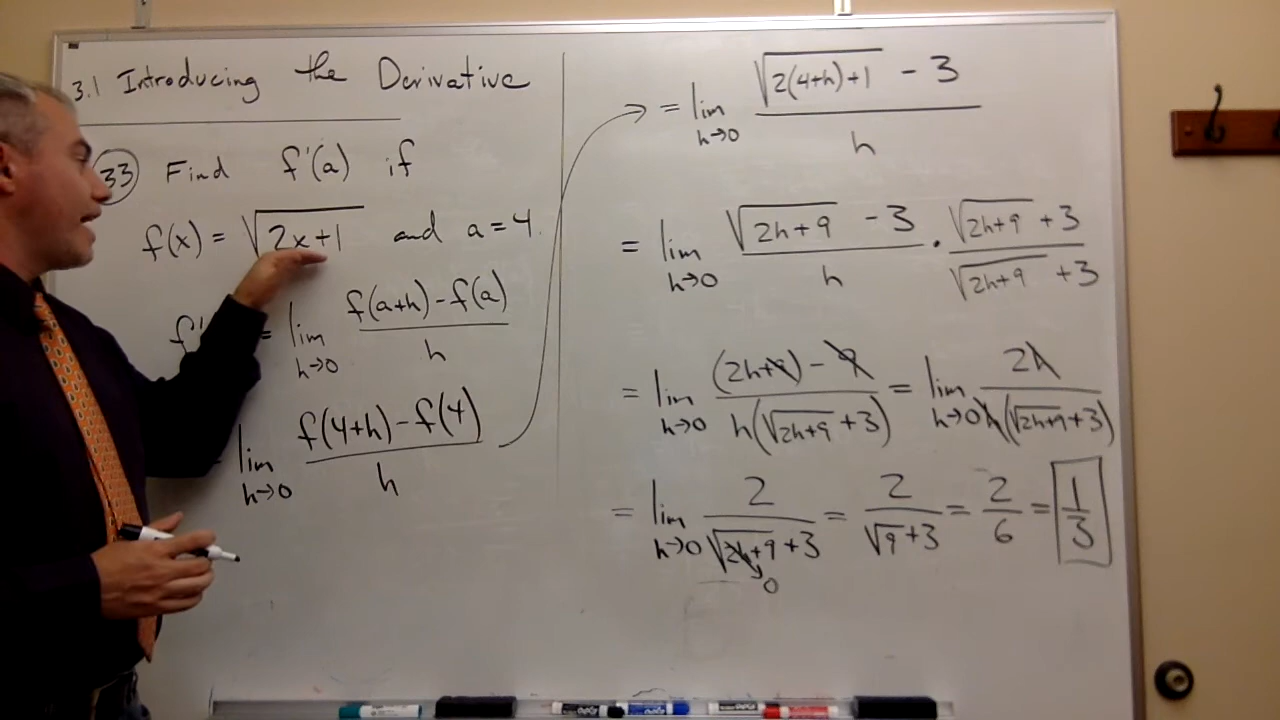 3.1 Introducing the Derivative
33 Find f'(a) if
f(x) = √(2x+1) and a = 4.
f' = lim h→0 (f(a+h) - f(a))/h
lim h→0 (f(4+h) - f(4))/h
= lim h→0 (√(2(4+h)+1) - 3)/h
= lim h→0 (√(2h+9) - 3)/h · (√(2h+9) + 3)/(√(2h+9) + 3)
= lim h→0 ((2h+9) - 9)/(h(√(2h+9) + 3)) = lim h→0 2h/(h(√(2h+9) + 3))
= lim h→0 2/(√(2h+9) + 3) = 2/(√9 + 3) = 2/6 = 1/3
0